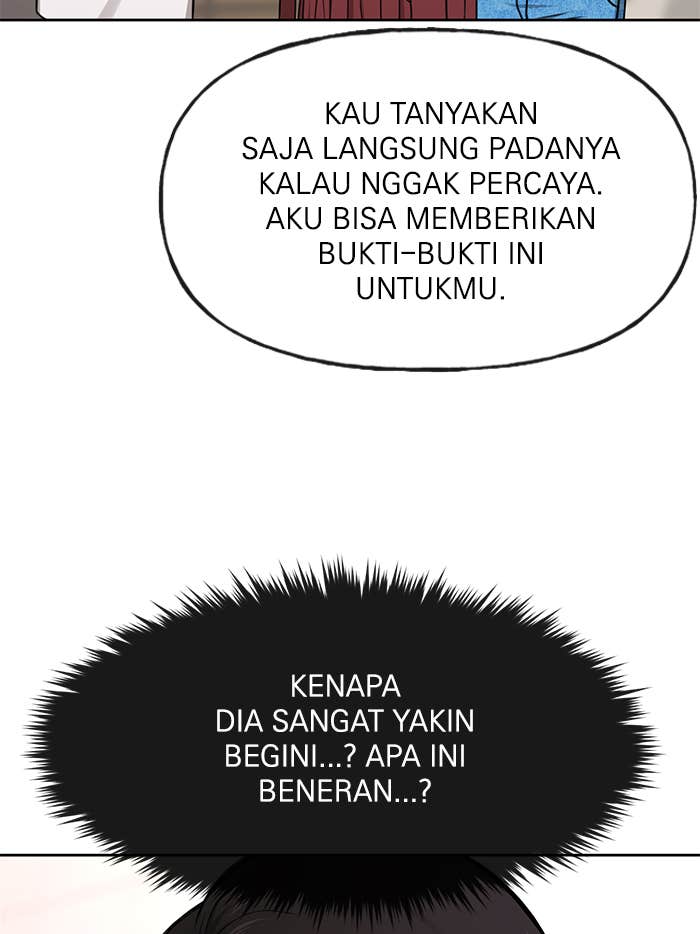 KAU TANYAKAN
SAJA LANGSUNG PADANYA
KALAU NGGAK PERCAYA.
AKU BISA MEMBERIKAN
BUKTI-BUKTI INI
UNTUKMU.
KENAPA
DIA SANGAT YAKIN
BEGINI...? APA INI
BENERAN...?